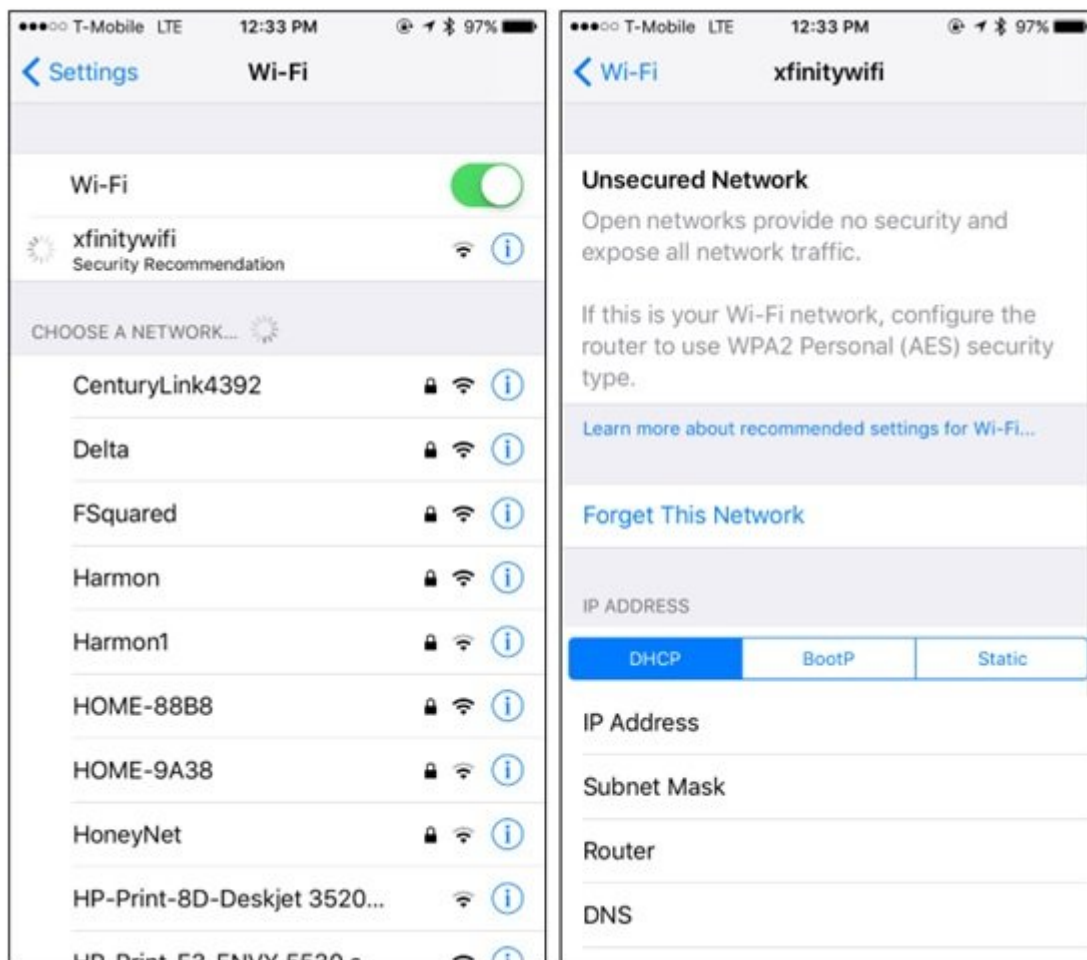 T-Mobile LTE 12:33 PM 97%
Settings Wi-Fi
Wi-Fi
xfinitywifi
Security Recommendation
CHOOSE A NETWORK...
CenturyLink4392
Delta
FSquared
Harmon
Harmon1
HOME-88B8
HOME-9A38
HoneyNet
HP-Print-8D-Deskjet 3520...
T-Mobile LTE 12:33 PM 97%
Wi-Fi xfinitywifi
Unsecured Network
Open networks provide no security and
expose all network traffic.
If this is your Wi-Fi network, configure the
router to use WPA2 Personal (AES) security
type.
Learn more about recommended settings for Wi-Fi...
Forget This Network
IP ADDRESS
DHCP BootP Static
IP Address
Subnet Mask
Router
DNS